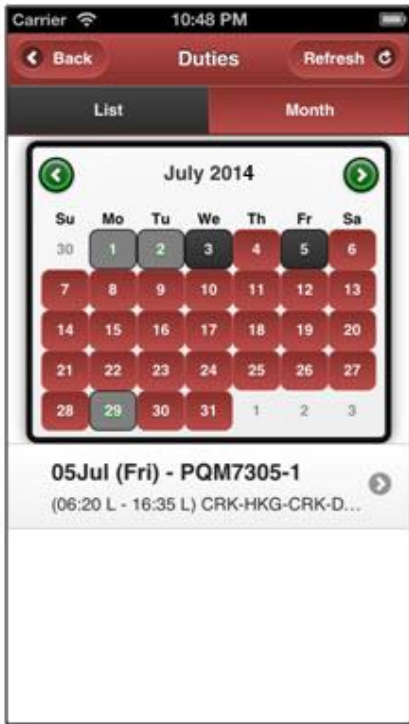 Carrier 10:48 PM
Back Duties Refresh
List Month
July 2014
Su Mo Tu We Th Fr Sa
30 1 2 3 4 5 6
7 8 9 10 11 12 13
14 15 16 17 18 19 20
21 22 23 24 25 26 27
28 29 30 31 1 2 3
05Jul (Fri) - PQM7305-1
(06:20 L - 16:35 L) CRK-HKG-CRK-D...